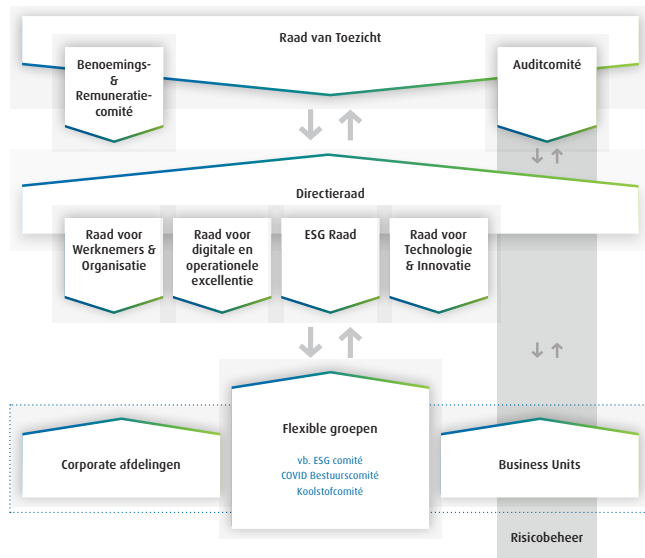 Raad van Toezicht
Benoemings-
&
Remuneratie-
comité
Auditcomité
Directieraad
Raad voor
Werknemers &
Organisatie
Raad voor
digitale en
operationele
excellentie
ESG Raad
Raad voor
Technologie
& Innovatie
Corporate afdelingen
Flexible groepen
vb. ESG comité
COVID Bestuurscomité
Koolstofcomité
Business Units
Risicobeheer